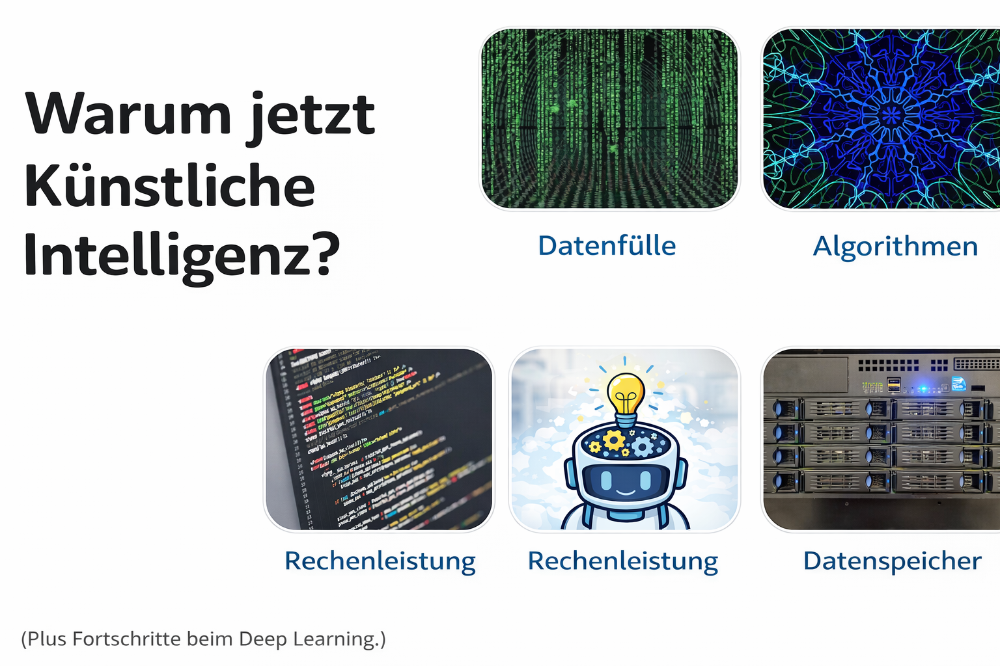 Warum jetzt
Künstliche
Intelligenz?
Datenfülle
Algorithmen
Rechenleistung
Rechenleistung
Datenspeicher
(Plus Fortschritte beim Deep Learning.)